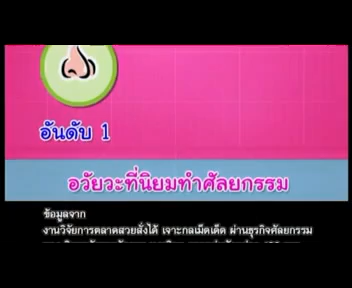 อันดับ 1
อวัยวะที่นิยมทำศัลยกรรม
ข้อมูลจาก
งานวิจัยการตลาดสวยสั่งได้ เจาะกลเม็ดเด็ด ผ่านธุรกิจศัลยกรรม